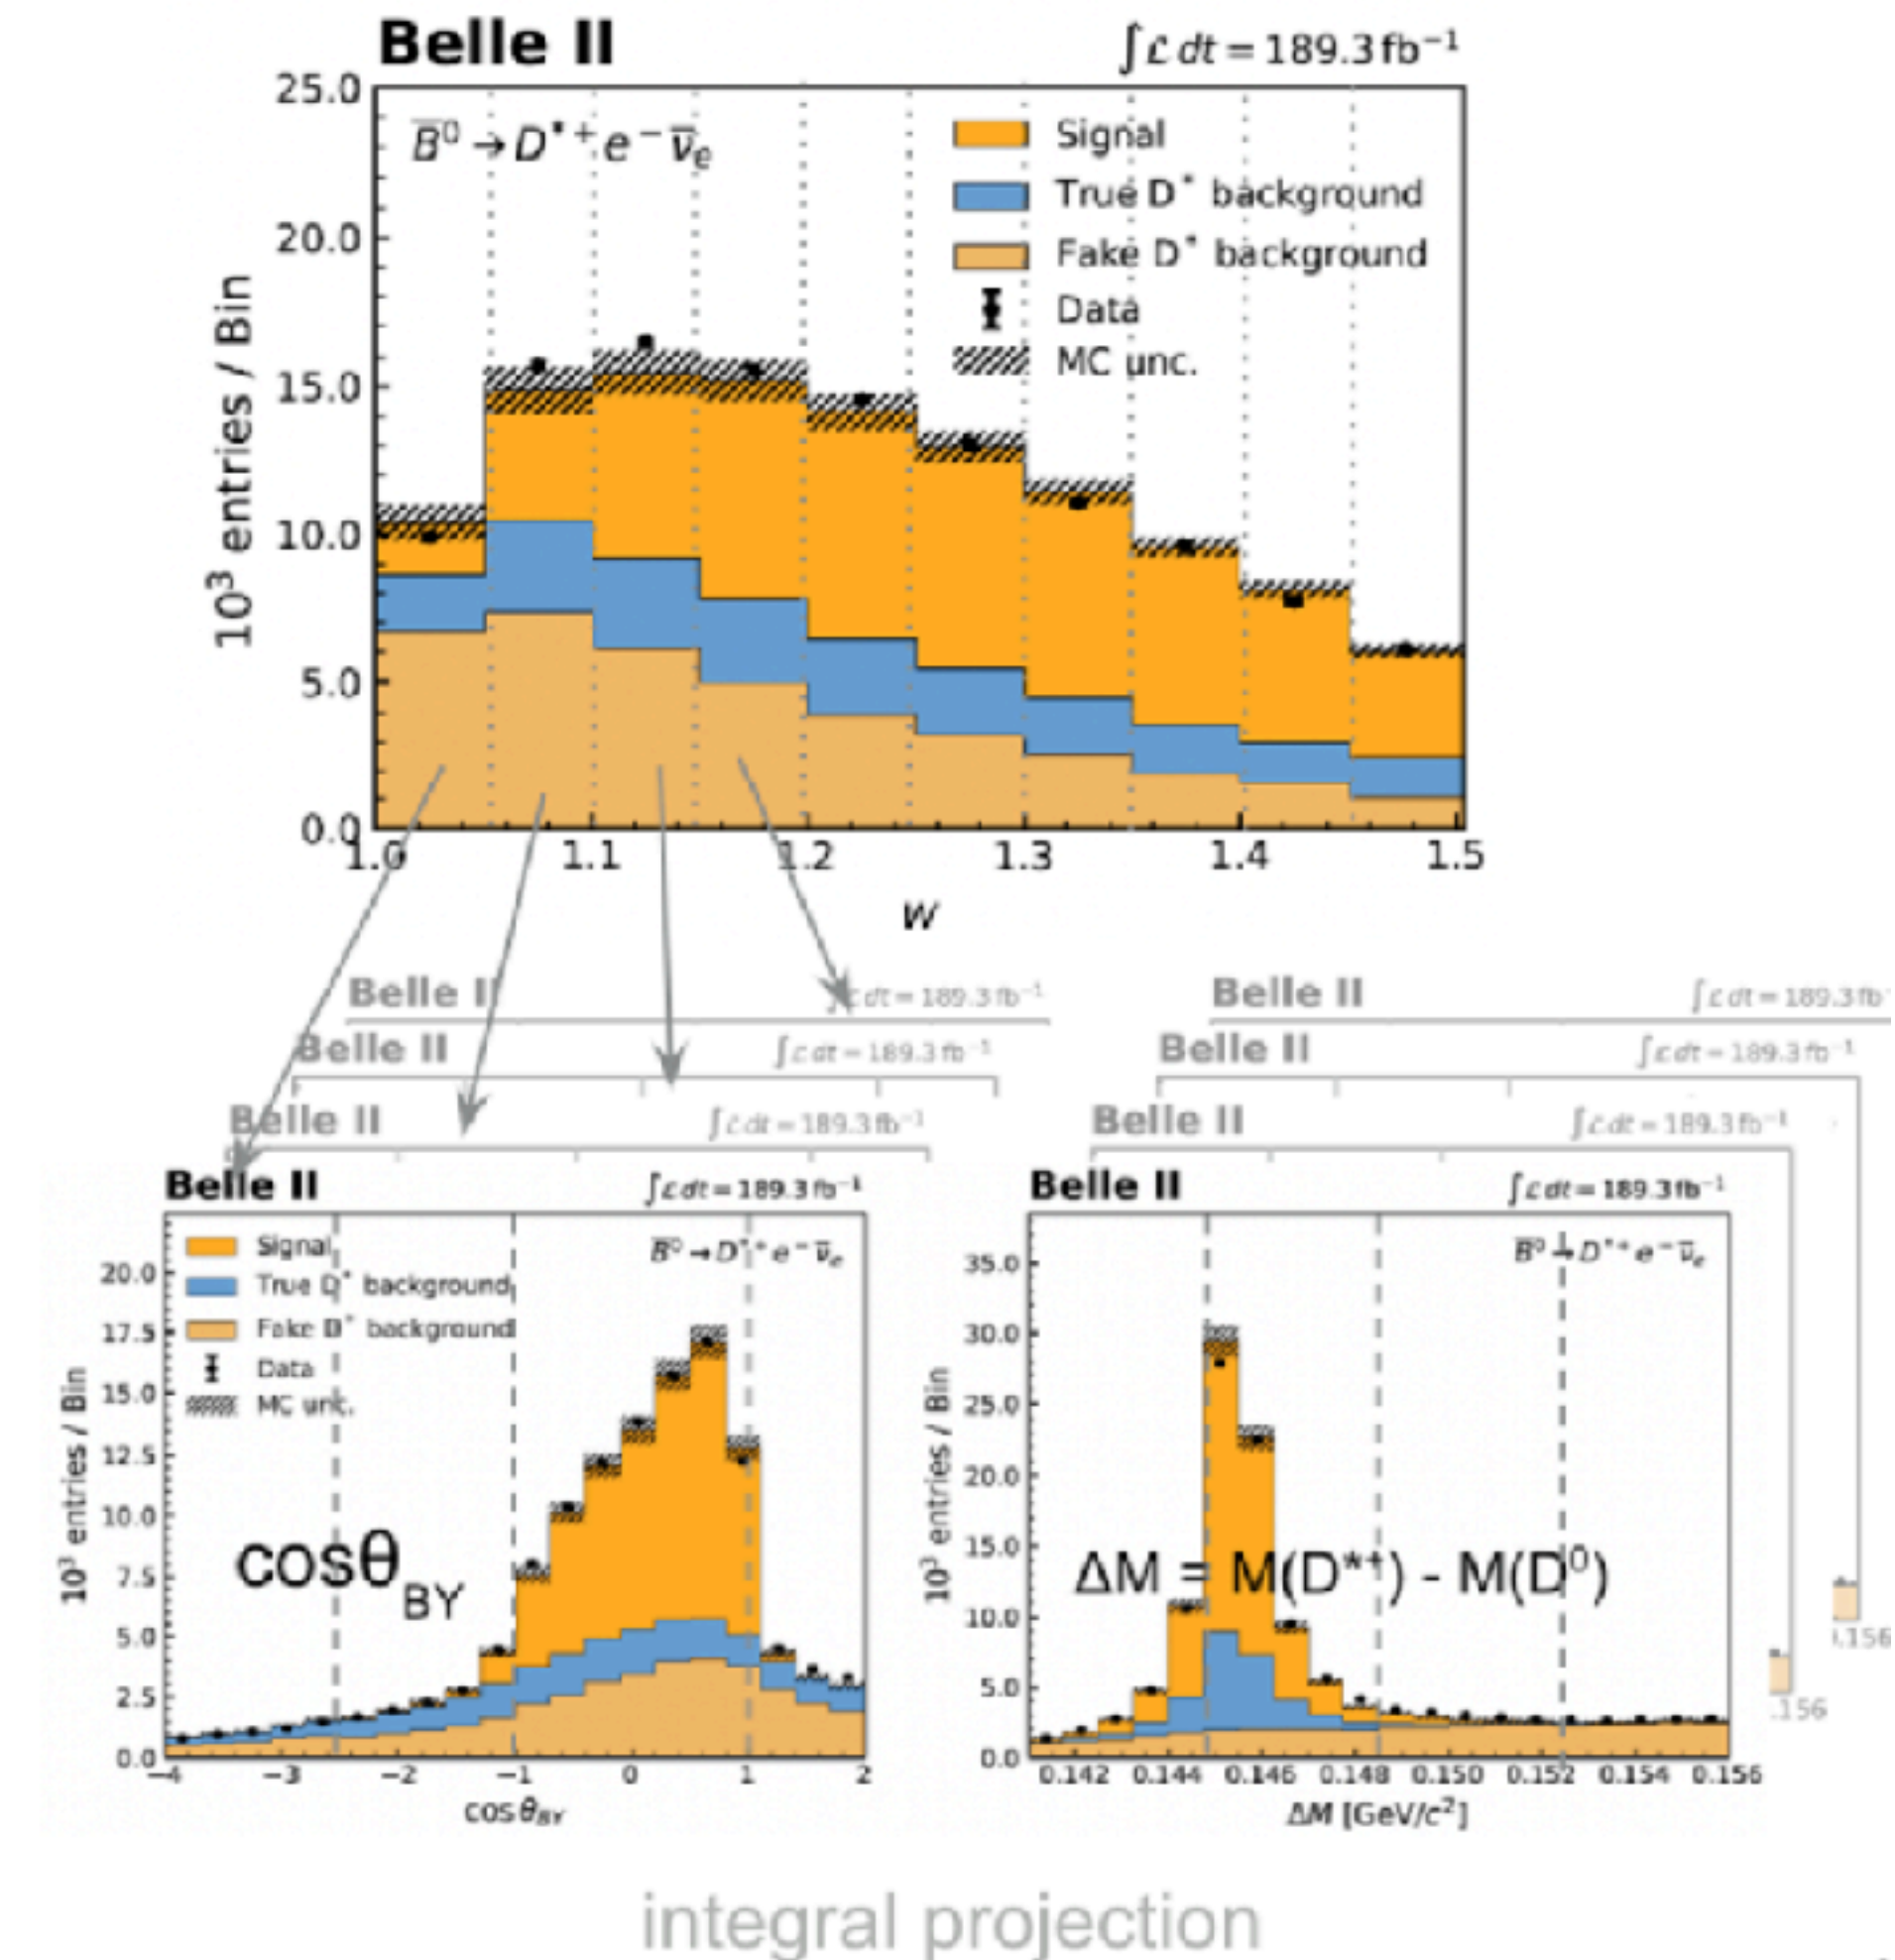 Belle II
∫ℒ dt = 189.3 fb⁻¹
B̅⁰ → D*⁺ e⁻ ν̅ₑ
Signal
True D* background
Fake D* background
Data
MC unc.
10³ entries / Bin
25.0
20.0
15.0
10.0
5.0
0.0
1.0 1.1 1.2 1.3 1.4 1.5
w
Belle II ∫ℒ dt = 189.3 fb⁻¹
Belle II ∫ℒ dt = 189.3 fb
Belle II ∫ℒ dt = 189.3 fb⁻¹
Belle II ∫ℒ dt = 189.3 fb⁻¹
Belle II ∫ℒ dt = 189.3 fb⁻¹
Belle II ∫ℒ dt = 189.3 fb⁻¹
Belle II ∫ℒ dt = 189.3 fb⁻¹
B̅⁰ → D*⁺ e⁻ ν̅ₑ
Signal
True D* background
Fake D* background
Data
MC unc.
10³ entries / Bin
20.0
17.5
15.0
12.5
10.0
7.5
5.0
2.5
0.0
cosθ_BY
−4 −3 −2 −1 0 1 2
cos θ_BY
Belle II ∫ℒ dt = 189.3 fb⁻¹
B̅⁰ → D*⁺ e⁻ ν̅ₑ
10³ entries / Bin
35.0
30.0
25.0
20.0
15.0
10.0
5.0
0.0
ΔM = M(D*⁺) - M(D⁰)
0.142 0.144 0.146 0.148 0.150 0.152 0.154 0.156
ΔM [GeV/c²]
.156
.156
integral projection